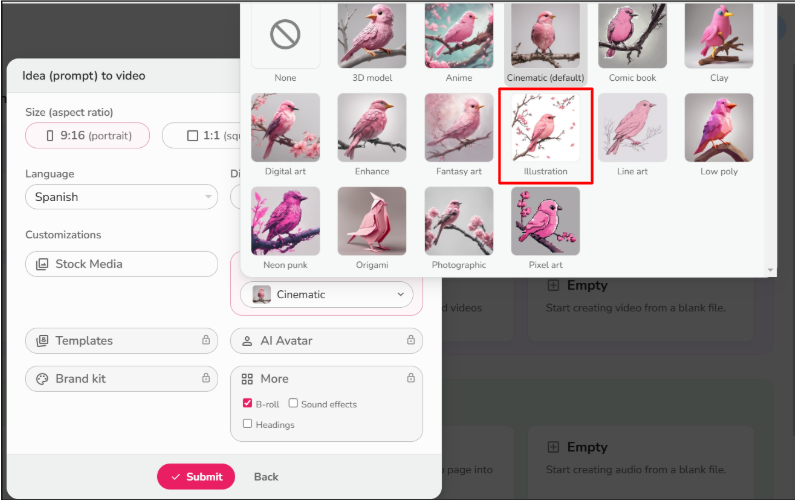 None
3D model
Anime
Cinematic (default)
Comic book
Clay
Digital art
Enhance
Fantasy art
Illustration
Line art
Low poly
Neon punk
Origami
Photographic
Pixel art
Idea (prompt) to video
Size (aspect ratio)
9:16 (portrait)
1:1
Language
Spanish
Customizations
Stock Media
Cinematic
Templates
AI Avatar
Brand kit
More
B-roll
Sound effects
Headings
Submit
Back
videos
Empty
Start creating video from a blank file.
page into
Empty
Start creating audio from a blank file.